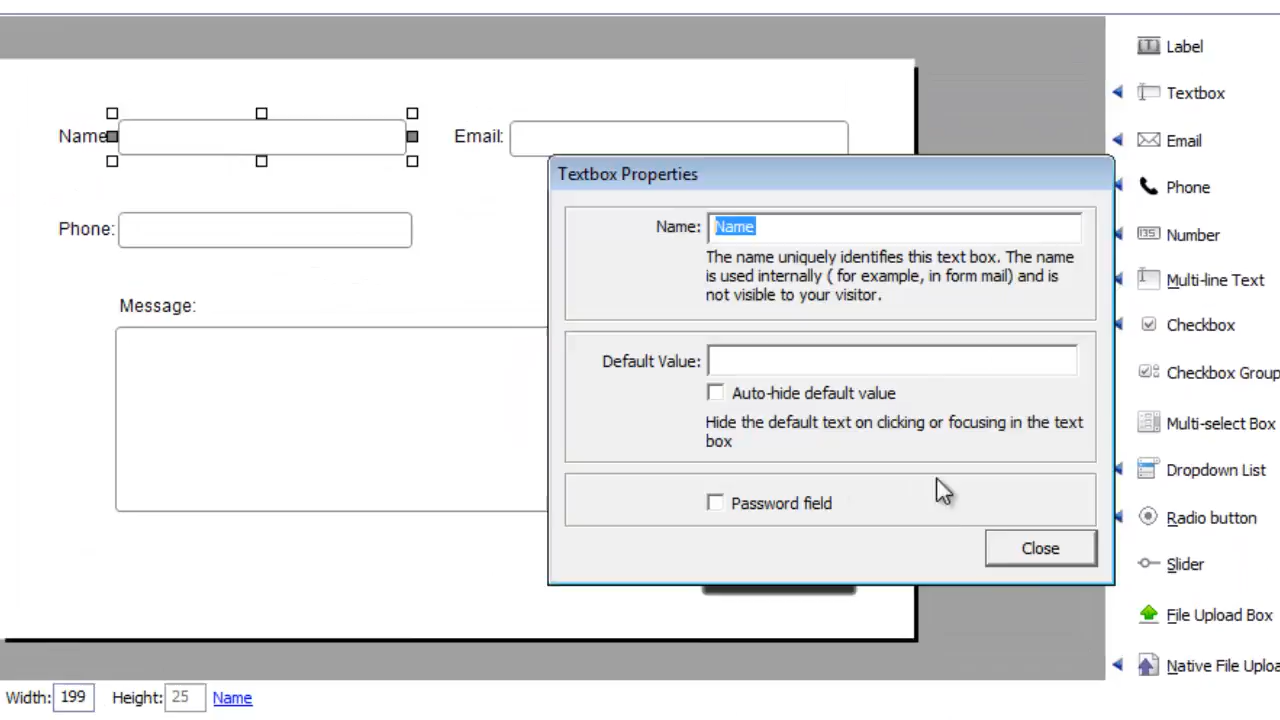 Name
Email:
Phone:
Message:
Textbox Properties
Name: Name
The name uniquely identifies this text box. The name
is used internally ( for example, in form mail) and is
not visible to your visitor.
Default Value:
Auto-hide default value
Hide the default text on clicking or focusing in the text
box
Password field
Close
Label
Textbox
Email
Phone
Number
Multi-line Text
Checkbox
Checkbox Group
Multi-select Box
Dropdown List
Radio button
Slider
File Upload Box
Native File Uploa
Width: 199 Height: 25 Name